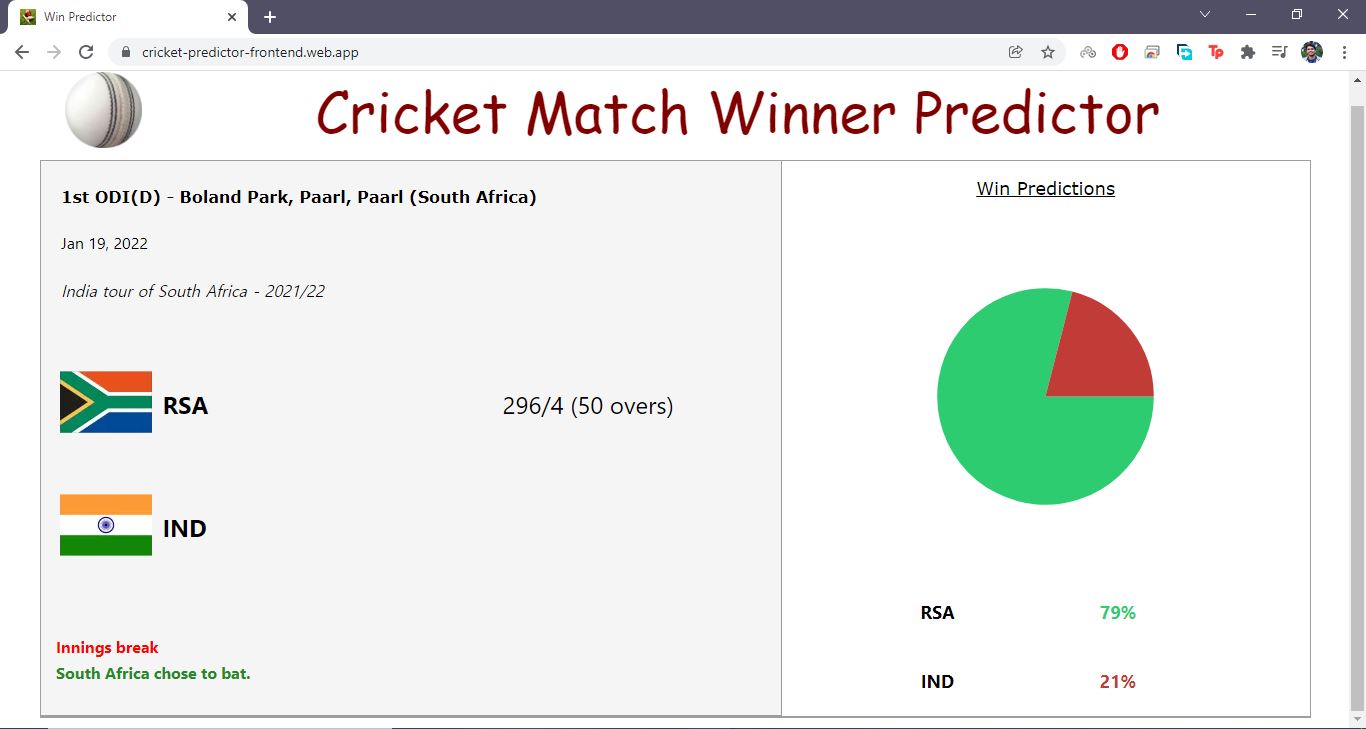 Win Predictor
cricket-predictor-frontend.web.app
Tp
Cricket Match Winner Predictor
1st ODI(D) - Boland Park, Paarl, Paarl (South Africa)
Jan 19, 2022
India tour of South Africa - 2021/22
RSA 296/4 (50 overs)
IND
Innings break
South Africa chose to bat.
Win Predictions
RSA 79%
IND 21%